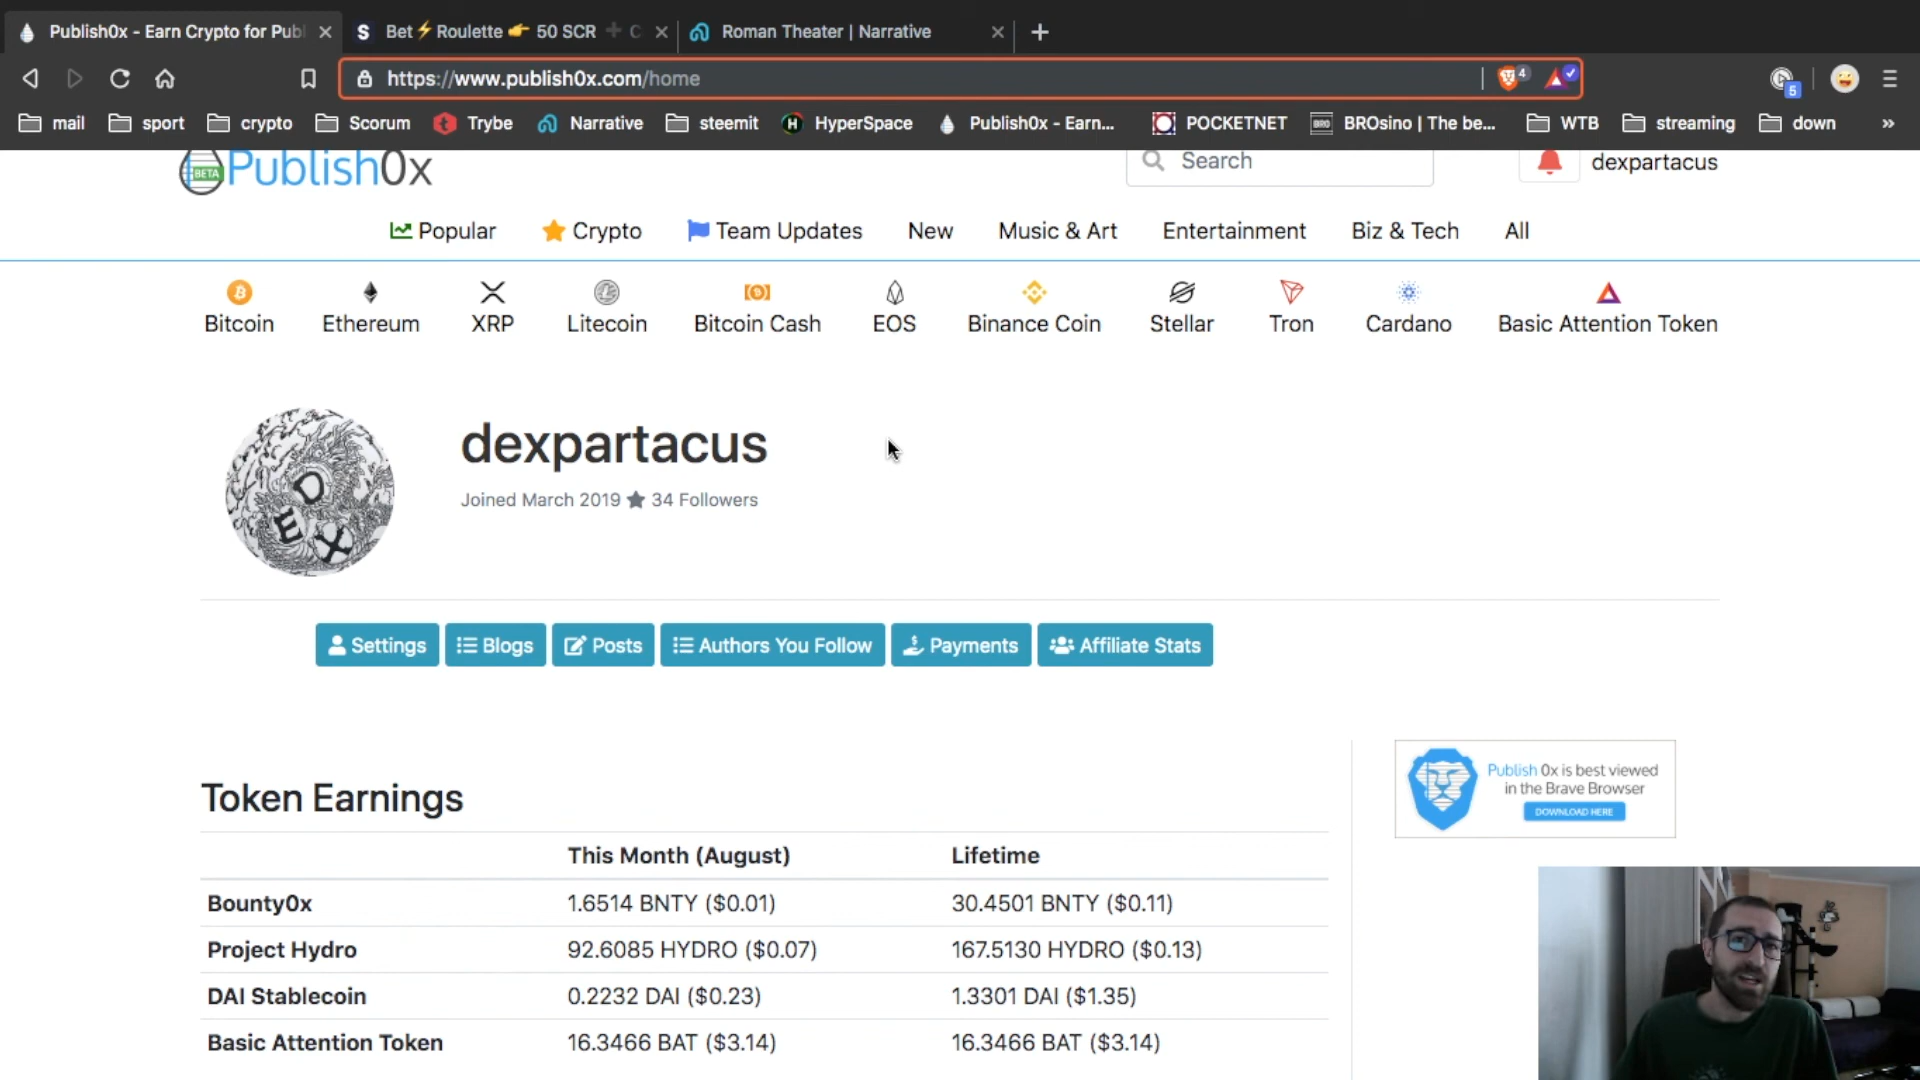 Publish0x - Earn Crypto for Publ
S Bet⚡Roulette 👉 50 SCR ➕ C
Roman Theater | Narrative
https://www.publish0x.com/home
4
5
mail
sport
crypto
Scorum
Trybe
Narrative
steemit
HyperSpace
Publish0x - Earn...
POCKETNET
BRO
BROsino | The be...
WTB
streaming
down
»
BETA
Publish0x
Search
dexpartacus
Popular
Crypto
Team Updates
New
Music & Art
Entertainment
Biz & Tech
All
Bitcoin
Ethereum
XRP
Litecoin
Bitcoin Cash
EOS
Binance Coin
Stellar
Tron
Cardano
Basic Attention Token
D
E X
dexpartacus
Joined March 2019 ★ 34 Followers
Settings
Blogs
Posts
Authors You Follow
Payments
Affiliate Stats
Token Earnings
This Month (August) Lifetime
Bounty0x 1.6514 BNTY ($0.01) 30.4501 BNTY ($0.11)
Project Hydro 92.6085 HYDRO ($0.07) 167.5130 HYDRO ($0.13)
DAI Stablecoin 0.2232 DAI ($0.23) 1.3301 DAI ($1.35)
Basic Attention Token 16.3466 BAT ($3.14) 16.3466 BAT ($3.14)
Publish 0x is best viewed
in the Brave Browser
DOWNLOAD HERE